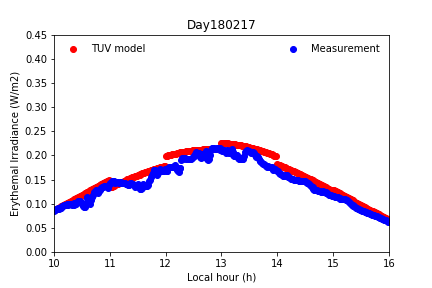 Day180217
0.45
TUV model
Measurement
0.40
0.35
0.30
0.25
0.20
0.15
0.10
0.05
0.00
Erythemal Irradiance (W/m2)
10 11 12 13 14 15 16
Local hour (h)